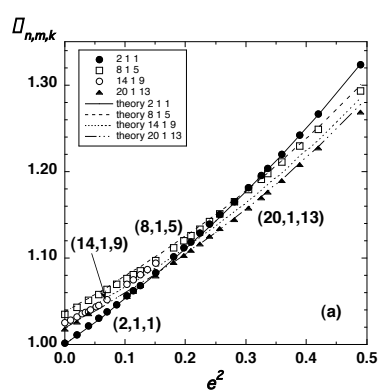 ▯n,m,k
1.30
1.20
1.10
1.00
2 1 1
8 1 5
14 1 9
20 1 13
theory 2 1 1
theory 8 1 5
theory 14 1 9
theory 20 1 13
(8,1,5)
(14,1,9)
(20,1,13)
(2,1,1)
(a)
0.0 0.1 0.2 0.3 0.4 0.5
e²